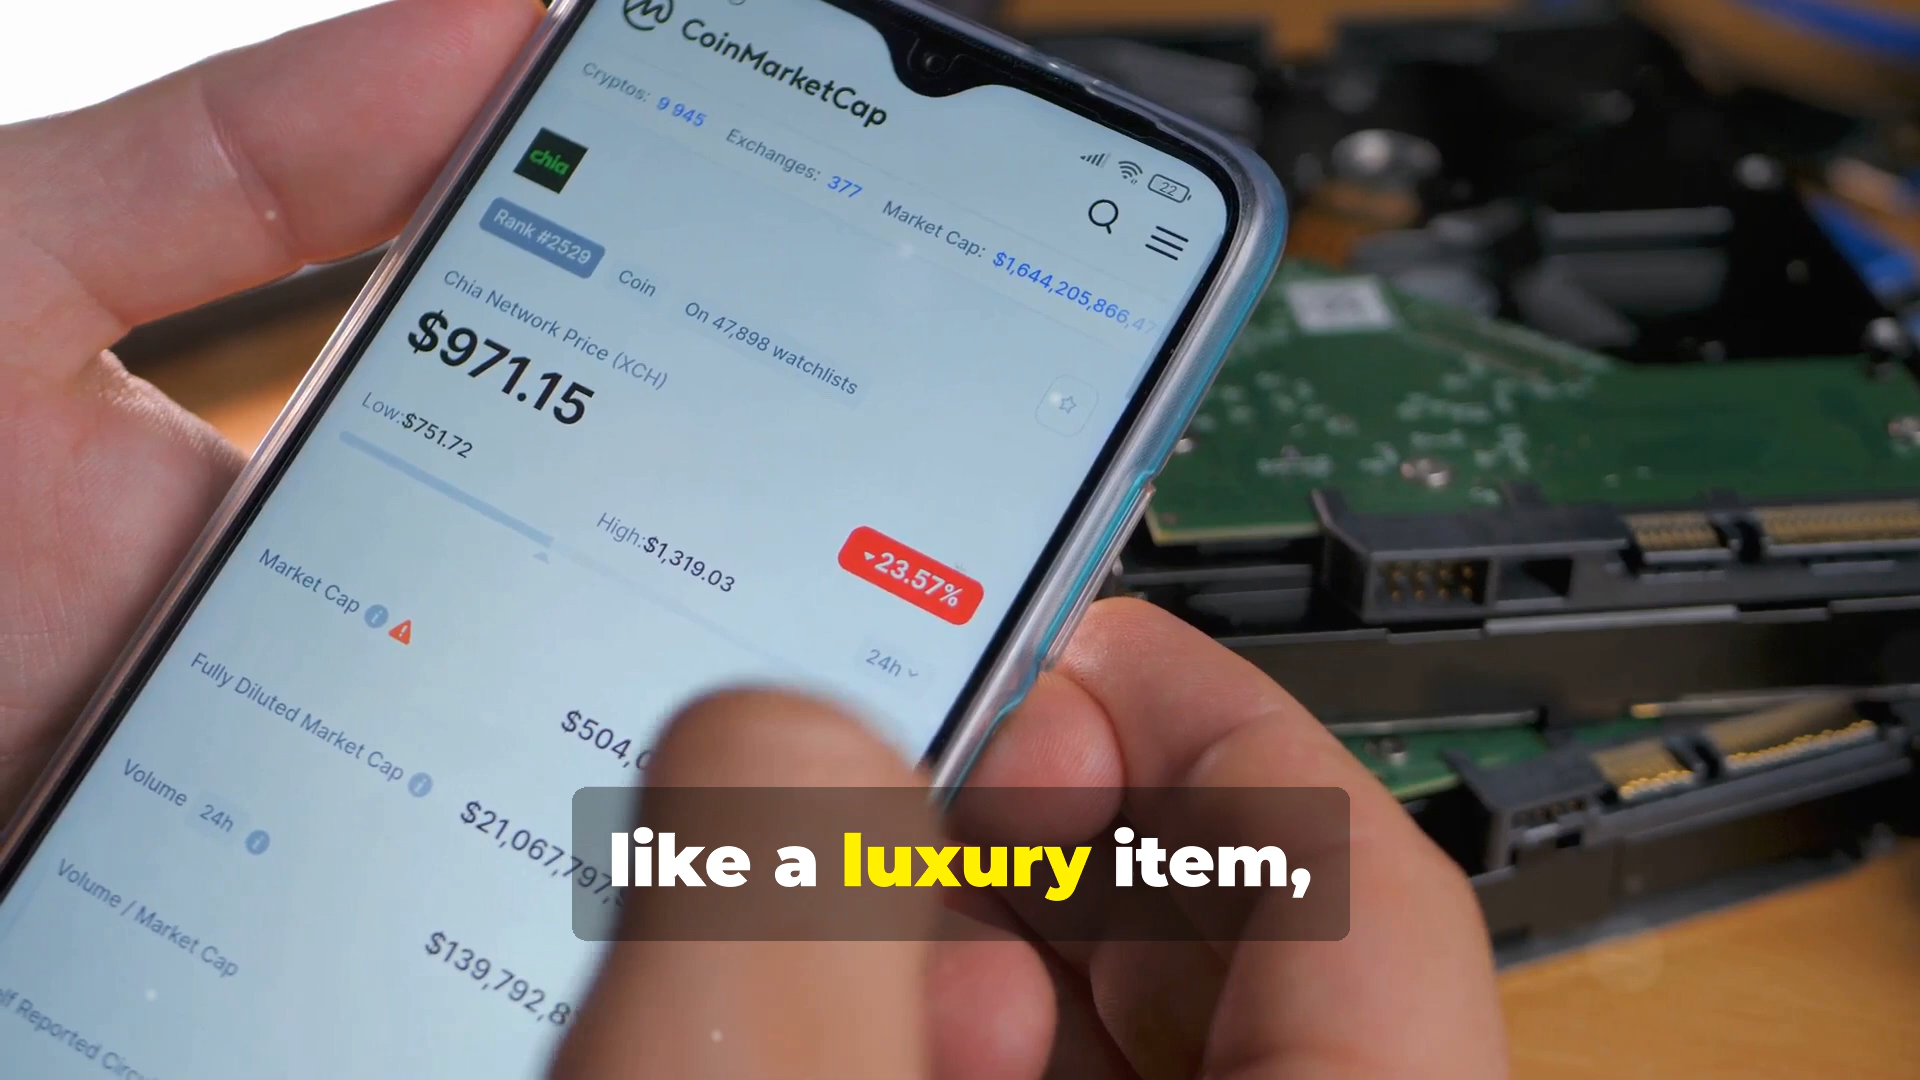 CoinMarketCap
Cryptos: 9 945 Exchanges: 377 Market Cap: $1,644,205,866,47
22
chia
Rank #2529 Coin On 47,898 watchlists
Chia Network Price (XCH)
$971.15
Low:$751.72
High:$1,319.03
▾23.57%
24h
Market Cap
$504,
Fully Diluted Market Cap
$21,067,797,
Volume 24h
$139,792,8
Volume / Market Cap
Reported
like a luxury item,